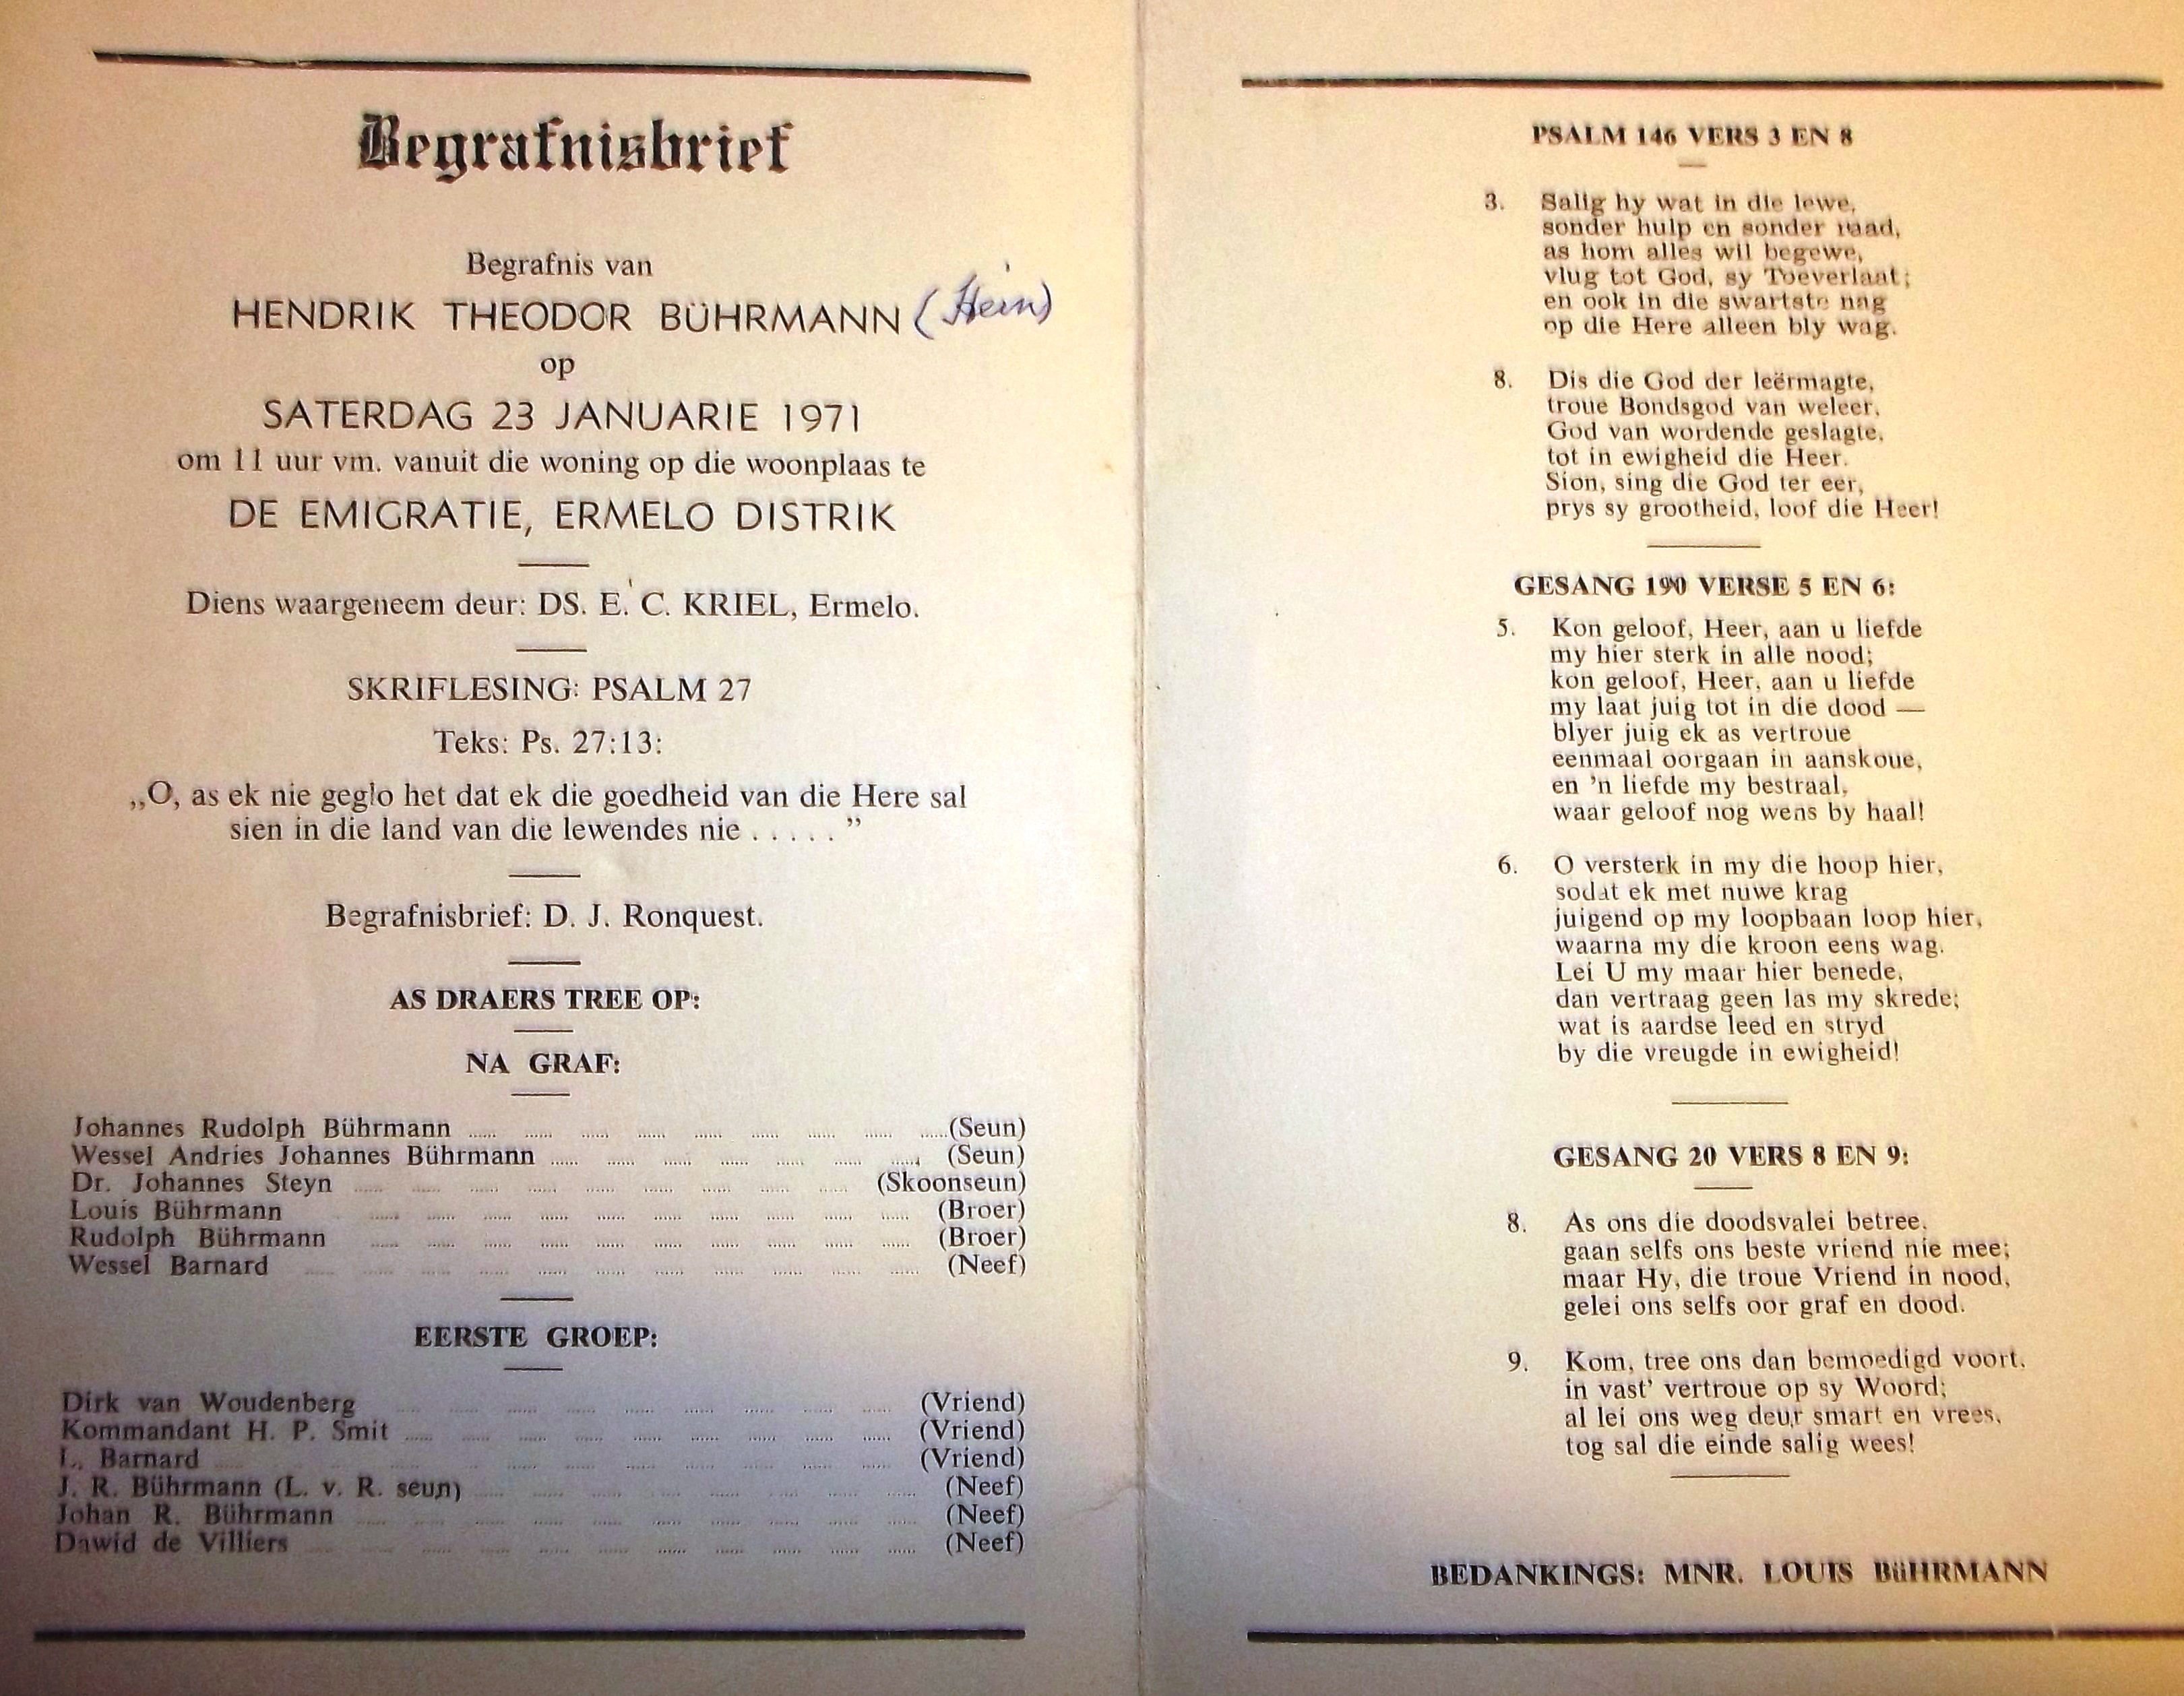 Begrafnisbrief
Begrafnis van
HENDRIK THEODOR BÜHRMANN (Hein)
op
SATERDAG 23 JANUARIE 1971
om 11 uur vm. vanuit die woning op die woonplaas te
DE EMIGRATIE, ERMELO DISTRIK
Diens waargeneem deur: DS. E. C. KRIEL, Ermelo.
SKRIFLESING: PSALM 27
Teks: Ps. 27:13:
„O, as ek nie geglo het dat ek die goedheid van die Here sal
sien in die land van die lewendes nie . . . . . ”
Begrafnisbrief: D. J. Ronquest.
AS DRAERS TREE OP:
NA GRAF:
Johannes Rudolph Bührmann (Seun)
Wessel Andries Johannes Bührmann (Seun)
Dr. Johannes Steyn (Skoonseun)
Louis Bührmann (Broer)
Rudolph Bührmann (Broer)
Wessel Barnard (Neef)
EERSTE GROEP:
Dirk van Woudenberg (Vriend)
Kommandant H. P. Smit (Vriend)
L. Barnard (Vriend)
J. R. Bührmann (L. v. R. seun) (Neef)
Johan R. Bührmann (Neef)
Dawid de Villiers (Neef)
PSALM 146 VERS 3 EN 8
3. Salig hy wat in die lewe,
sonder hulp en sonder raad,
as hom alles wil begewe,
vlug tot God, sy Toeverlaat;
en ook in die swartste nag
op die Here alleen bly wag.
8. Dis die God der leërmagte,
troue Bondsgod van weleer,
God van wordende geslagte,
tot in ewigheid die Heer.
Sion, sing die God ter eer,
prys sy grootheid, loof die Heer!
GESANG 190 VERSE 5 EN 6:
5. Kon geloof, Heer, aan u liefde
my hier sterk in alle nood;
kon geloof, Heer, aan u liefde
my laat juig tot in die dood —
blyer juig ek as vertroue
eenmaal oorgaan in aanskoue,
en 'n liefde my bestraal,
waar geloof nog wens by haal!
6. O versterk in my die hoop hier,
sodat ek met nuwe krag
juigend op my loopbaan loop hier,
waarna my die kroon eens wag.
Lei U my maar hier benede,
dan vertraag geen las my skrede;
wat is aardse leed en stryd
by die vreugde in ewigheid!
GESANG 20 VERS 8 EN 9:
8. As ons die doodsvalei betree,
gaan selfs ons beste vriend nie mee;
maar Hy, die troue Vriend in nood,
gelei ons selfs oor graf en dood.
9. Kom, tree ons dan bemoedigd voort,
in vast' vertroue op sy Woord;
al lei ons weg deur smart en vrees,
tog sal die einde salig wees!
BEDANKINGS: MNR. LOUIS BüHRMANN